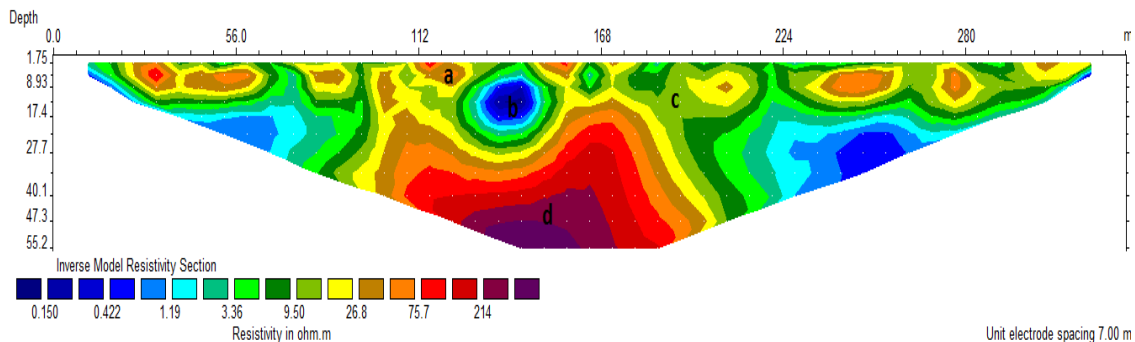 Depth
0.0 56.0 112 168 224 280 m
1.75
8.93
17.4
27.7
40.1
47.3
55.2
a
b
c
d
Inverse Model Resistivity Section
0.150 0.422 1.19 3.36 9.50 26.8 75.7 214
Resistivity in ohm.m
Unit electrode spacing 7.00 m